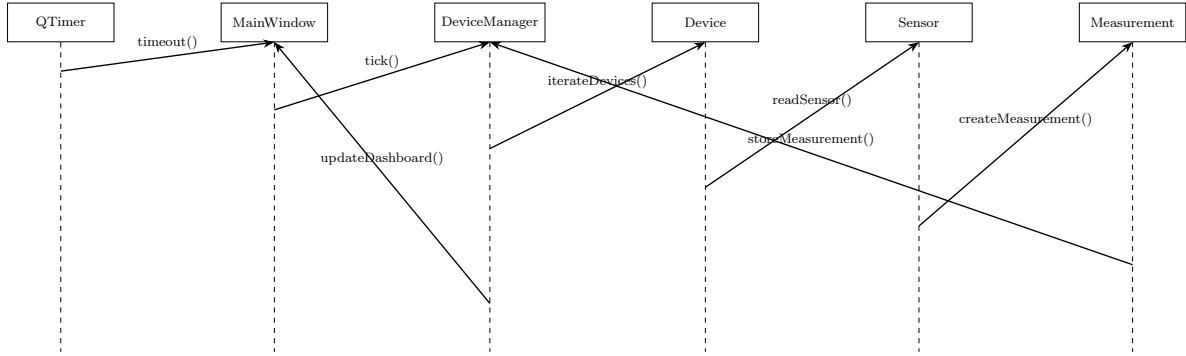 QTimer
MainWindow
DeviceManager
Device
Sensor
Measurement
timeout()
tick()
iterateDevices()
readSensor()
createMeasurement()
storeMeasurement()
updateDashboard()